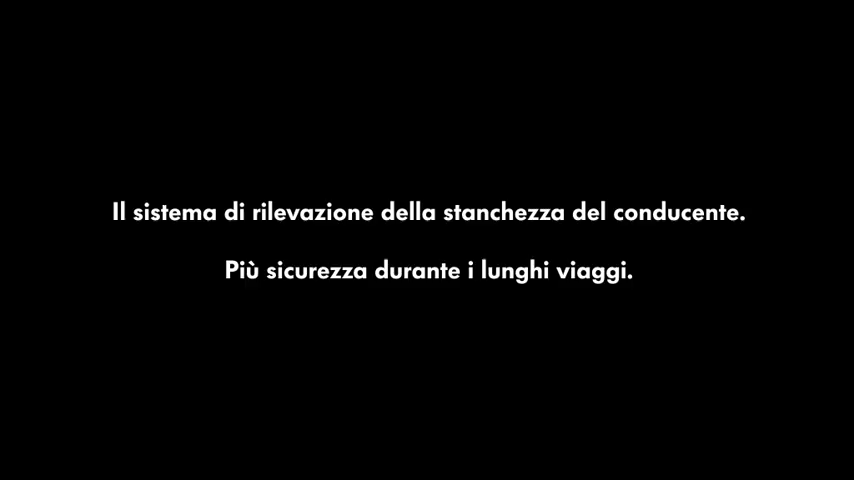 Il sistema di rilevazione della stanchezza del conducente.
Più sicurezza durante i lunghi viaggi.